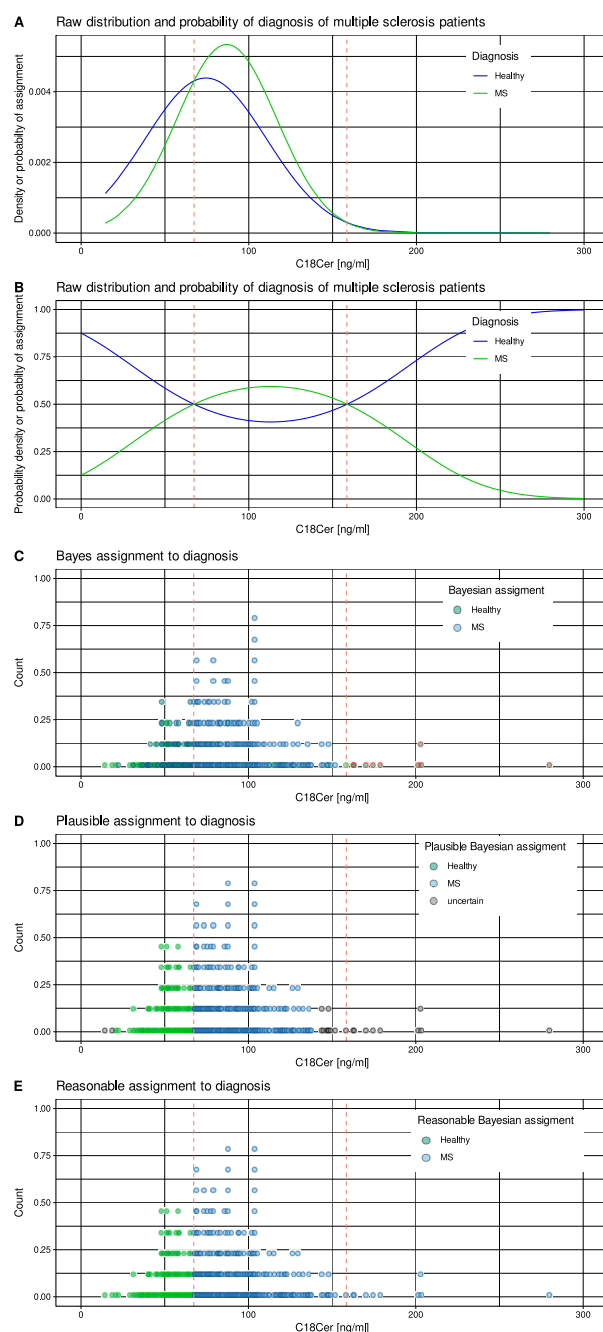 A
Raw distribution and probability of diagnosis of multiple sclerosis patients
Density or probabilty of assignment
0.004
0.002
0.000
Diagnosis
Healthy
MS
0
100
200
300
C18Cer [ng/ml]
B
Raw distribution and probability of diagnosis of multiple sclerosis patients
Probability density or probabilty of assignment
1.00
0.75
0.50
0.25
0.00
Diagnosis
Healthy
MS
0
100
200
300
C18Cer [ng/ml]
C
Bayes assignment to diagnosis
Count
1.00
0.75
0.50
0.25
0.00
Bayesian assigment
Healthy
MS
0
100
200
300
C18Cer [ng/ml]
D
Plausible assignment to diagnosis
Count
1.00
0.75
0.50
0.25
0.00
Plausible Bayesian assigment
Healthy
MS
uncertain
0
100
200
300
C18Cer [ng/ml]
E
Reasonable assignment to diagnosis
Count
1.00
0.75
0.50
0.25
0.00
Reasonable Bayesian assigment
Healthy
MS
0
100
200
300
C18Cer [ng/ml]